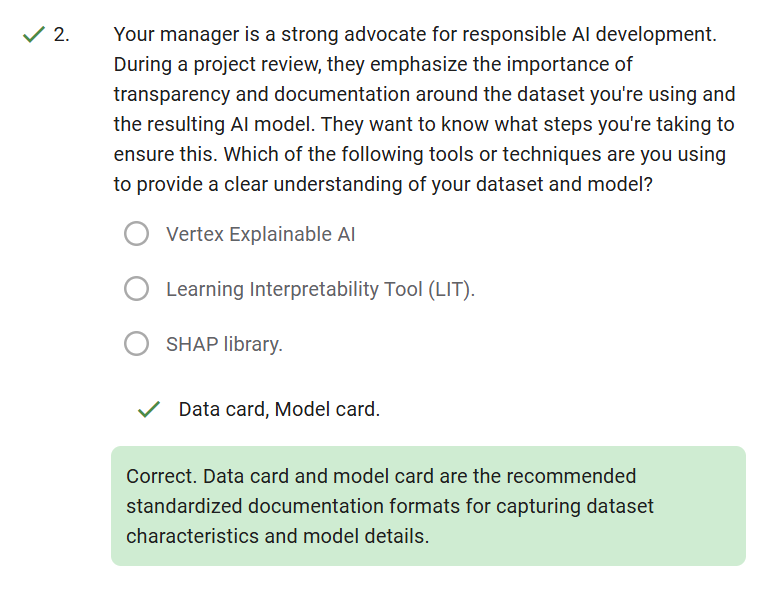 2. Your manager is a strong advocate for responsible AI development.
During a project review, they emphasize the importance of
transparency and documentation around the dataset you're using and
the resulting AI model. They want to know what steps you're taking to
ensure this. Which of the following tools or techniques are you using
to provide a clear understanding of your dataset and model?
Vertex Explainable AI
Learning Interpretability Tool (LIT).
SHAP library.
Data card, Model card.
Correct. Data card and model card are the recommended
standardized documentation formats for capturing dataset
characteristics and model details.